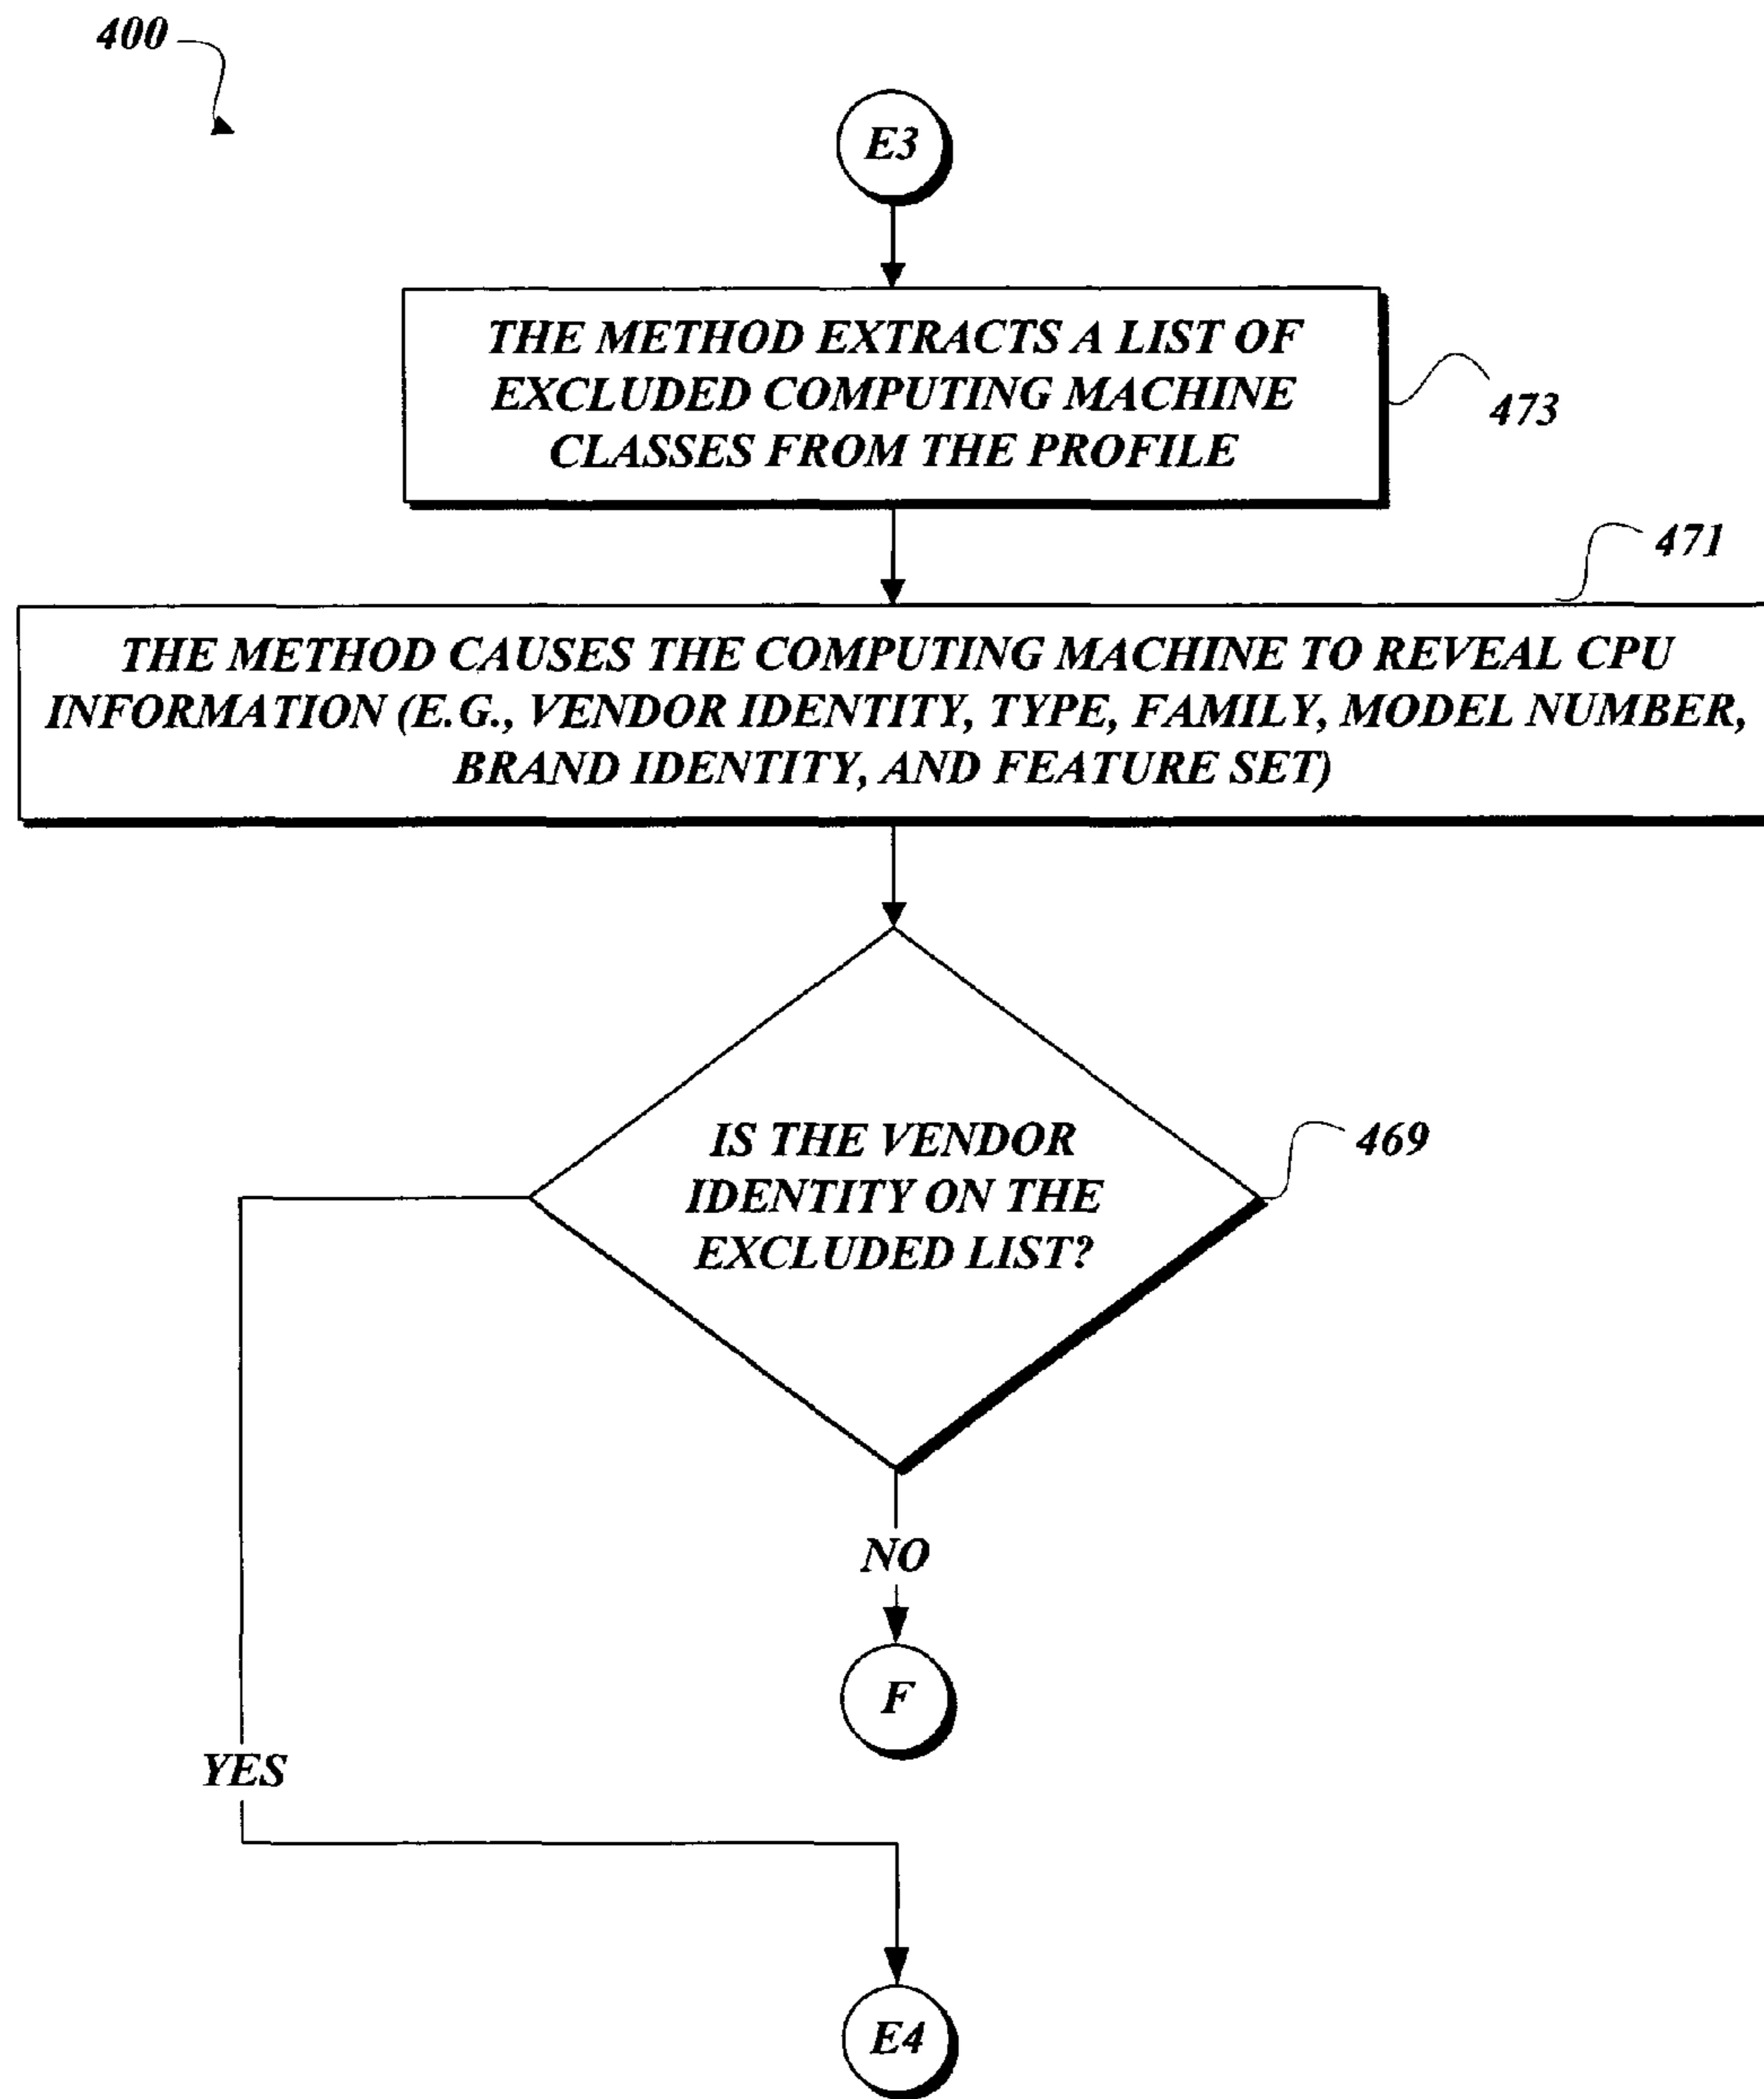 400
E3
THE METHOD EXTRACTS A LIST OF
EXCLUDED COMPUTING MACHINE
CLASSES FROM THE PROFILE
473
471
THE METHOD CAUSES THE COMPUTING MACHINE TO REVEAL CPU
INFORMATION (E.G., VENDOR IDENTITY, TYPE, FAMILY, MODEL NUMBER,
BRAND IDENTITY, AND FEATURE SET)
IS THE VENDOR
IDENTITY ON THE
EXCLUDED LIST?
469
NO
F
YES
E4